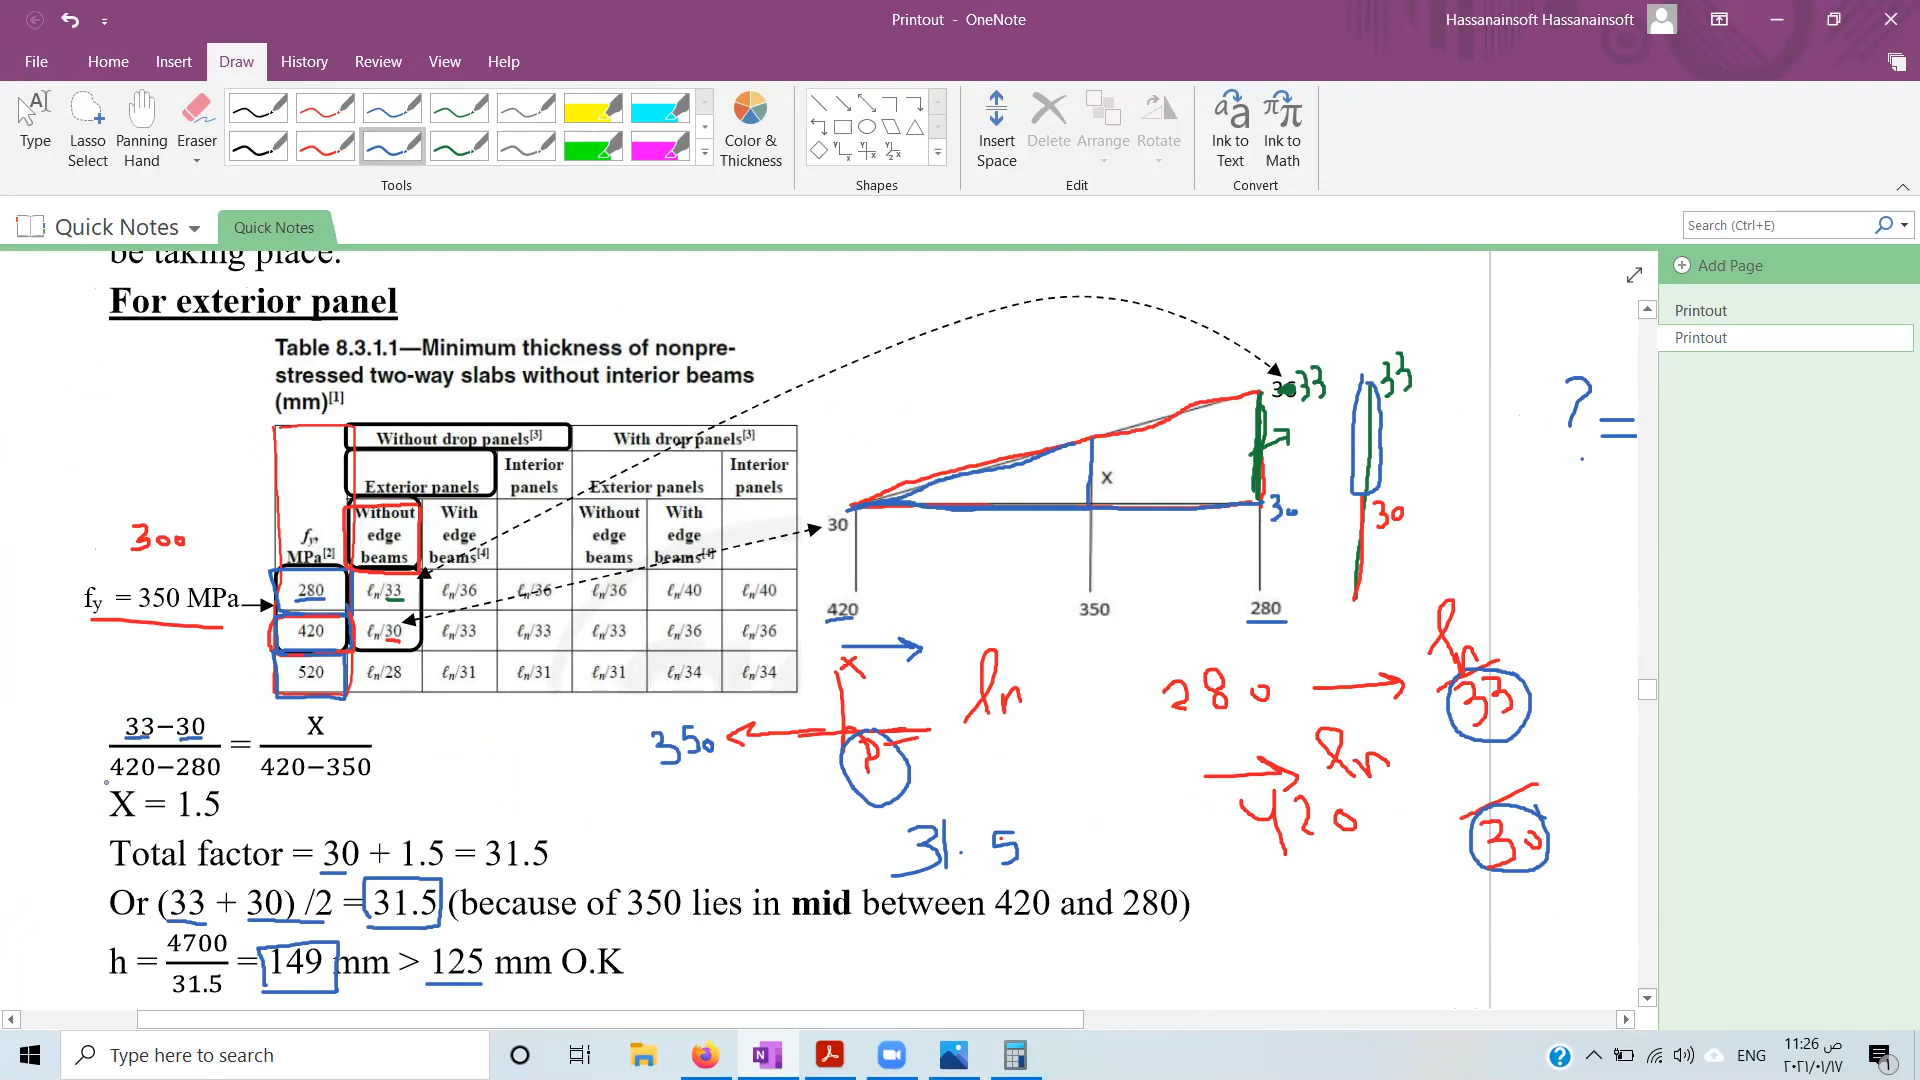 Printout - OneNote
Hassanainsoft Hassanainsoft
File Home Insert Draw History Review View Help
Type
Lasso Select
Panning Hand
Eraser
Color & Thickness
Insert Space
Delete
Arrange
Rotate
Ink to Text
Ink to Math
Tools Shapes Edit Convert
Quick Notes
Quick Notes
Search (Ctrl+E)
Add Page
Printout
Printout
be taking place.
For exterior panel
Table 8.3.1.1—Minimum thickness of nonpre-
stressed two-way slabs without interior beams
(mm)[1]
Without drop panels[3] With drop panels[3]
Exterior panels Interior panels Exterior panels Interior panels
fy, MPa[2] Without edge beams With edge beams[4] Without edge beams With edge beams[4]
280 ℓn/33 ℓn/36 ℓn/36 ℓn/36 ℓn/40 ℓn/40
420 ℓn/30 ℓn/33 ℓn/33 ℓn/33 ℓn/36 ℓn/36
520 ℓn/28 ℓn/31 ℓn/31 ℓn/31 ℓn/34 ℓn/34
300
fy = 350 MPa
33
33
30
30
30
X
420 350 280
? =
x
ln
350
31.5
280
ln
33
ln
420
30
33−30 / 420−280 = X / 420−350
X = 1.5
Total factor = 30 + 1.5 = 31.5
Or (33 + 30) /2 = 31.5 (because of 350 lies in mid between 420 and 280)
h = 4700 / 31.5 = 149 mm > 125 mm O.K
Type here to search
ENG
11:26 ص
٢٠٢١/٠١/١٧